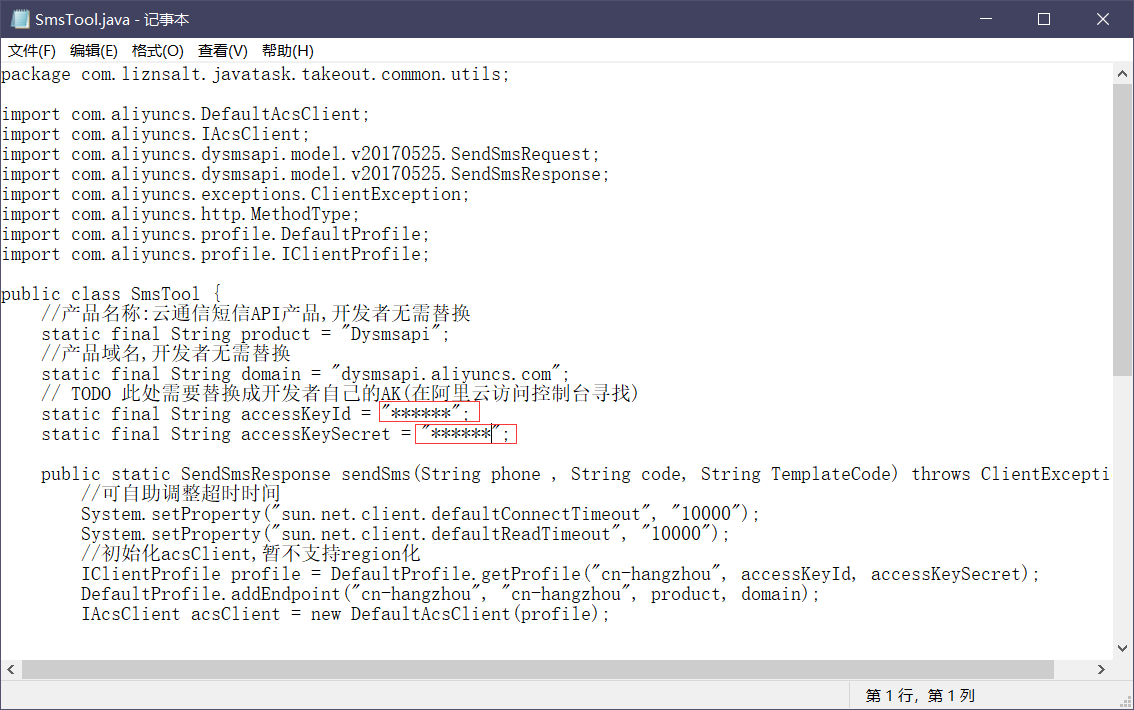 SmsTool.java - 记事本
文件(F) 编辑(E) 格式(O) 查看(V) 帮助(H)
package com.liznsalt.javatask.takeout.common.utils;
import com.aliyuncs.DefaultAcsClient;
import com.aliyuncs.IAcsClient;
import com.aliyuncs.dysmsapi.model.v20170525.SendSmsRequest;
import com.aliyuncs.dysmsapi.model.v20170525.SendSmsResponse;
import com.aliyuncs.exceptions.ClientException;
import com.aliyuncs.http.MethodType;
import com.aliyuncs.profile.DefaultProfile;
import com.aliyuncs.profile.IClientProfile;
public class SmsTool {
//产品名称:云通信短信API产品,开发者无需替换
static final String product = "Dysmsapi";
//产品域名,开发者无需替换
static final String domain = "dysmsapi.aliyuncs.com";
// TODO 此处需要替换成开发者自己的AK(在阿里云访问控制台寻找)
static final String accessKeyId = "******";
static final String accessKeySecret = "******";
public static SendSmsResponse sendSms(String phone , String code, String TemplateCode) throws ClientExcepti
//可自助调整超时时间
System.setProperty("sun.net.client.defaultConnectTimeout", "10000");
System.setProperty("sun.net.client.defaultReadTimeout", "10000");
//初始化acsClient,暂不支持region化
IClientProfile profile = DefaultProfile.getProfile("cn-hangzhou", accessKeyId, accessKeySecret);
DefaultProfile.addEndpoint("cn-hangzhou", "cn-hangzhou", product, domain);
IAcsClient acsClient = new DefaultAcsClient(profile);
第 1 行，第 1 列